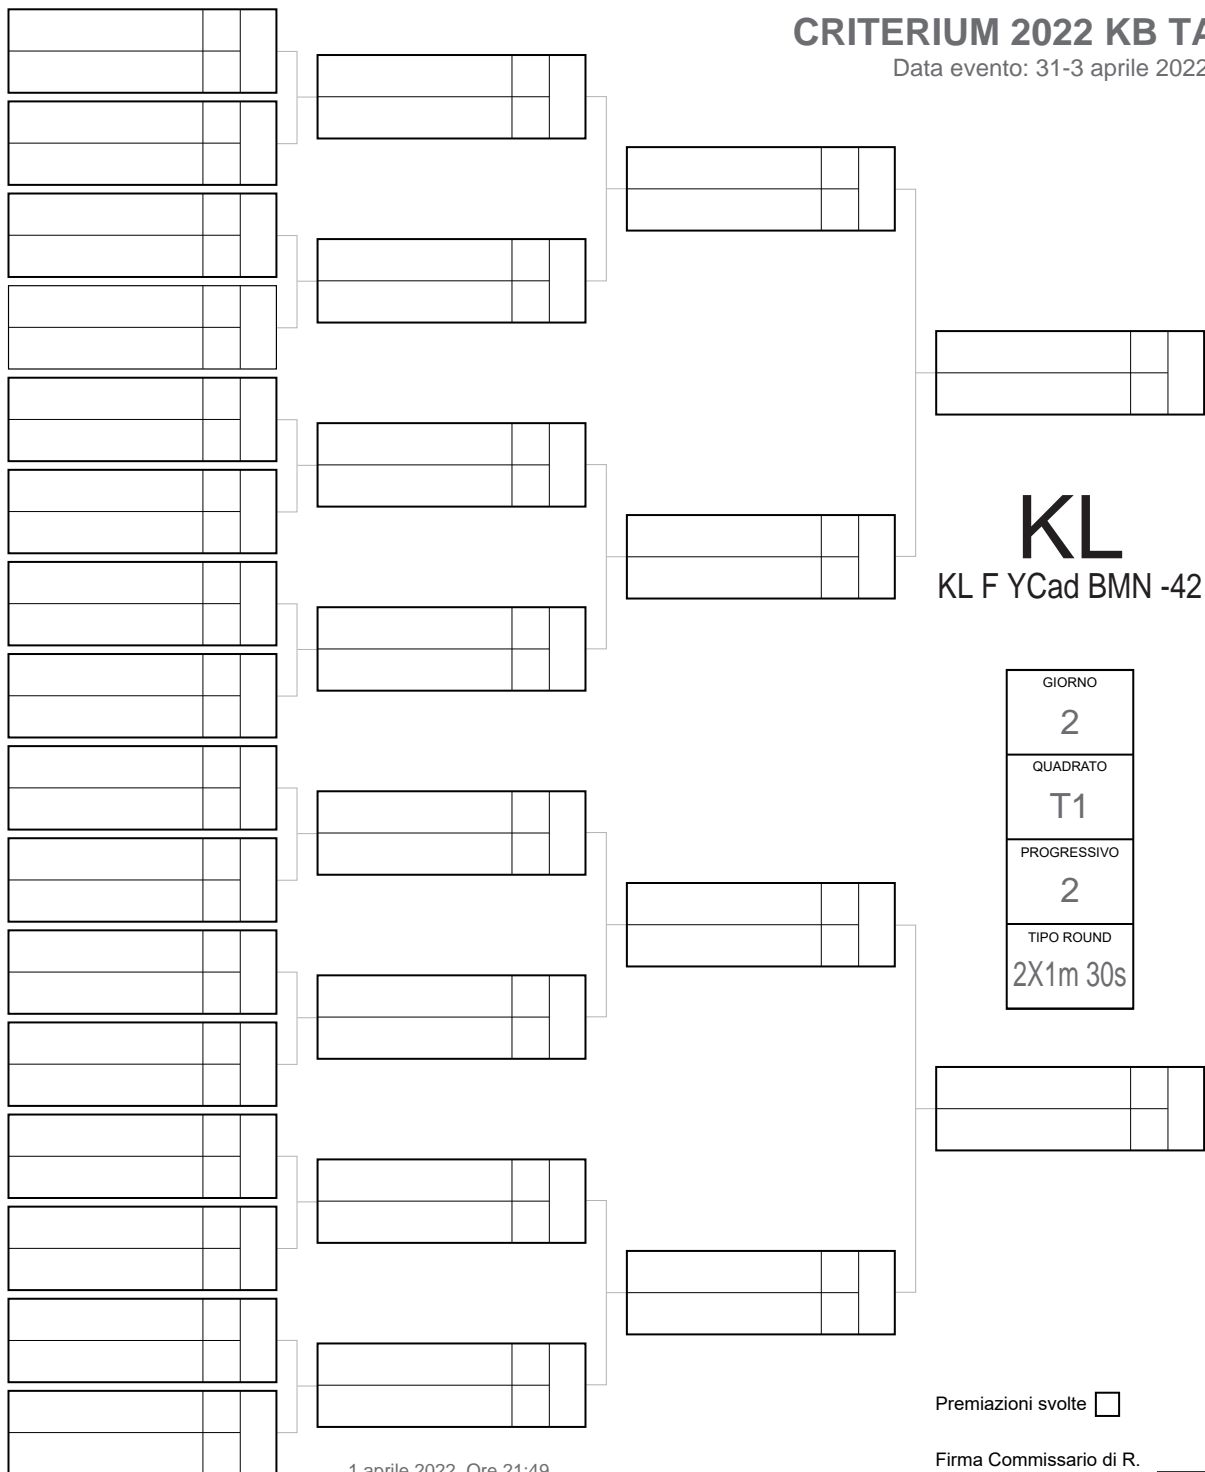 CRITERIUM 2022 KB
Data evento: 31-3 aprile 2022
KL
KL F YCad BMN -42
GIORNO
2
QUADRATO
T1
PROGRESSIVO
2
TIPO ROUND
2X1m 30s
Premiazioni svolte
Firma Commissario di R.
1 aprile 2022 Ore 21:49